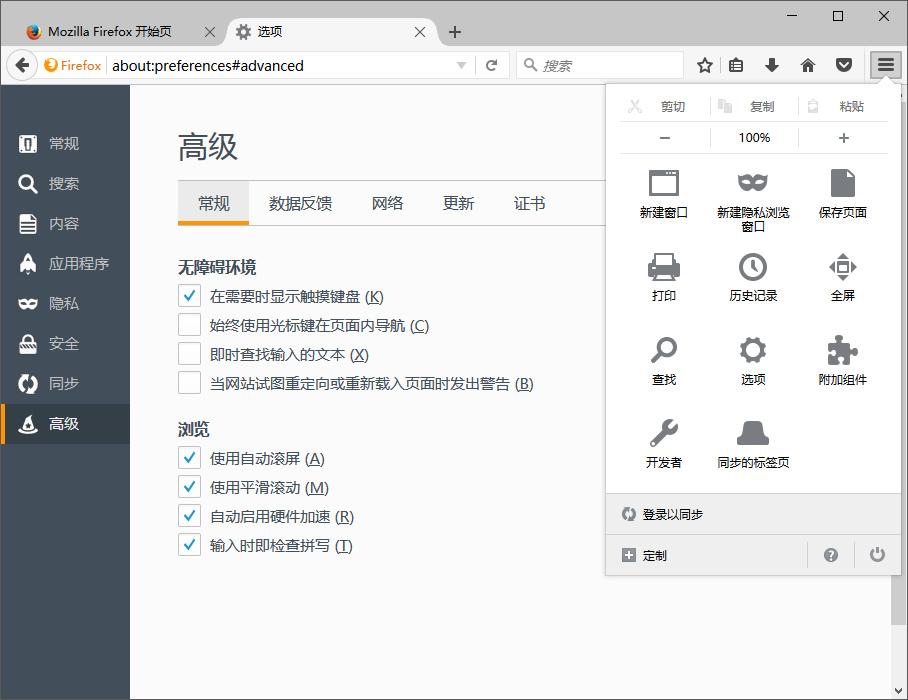 Mozilla Firefox 开始页
选项
Firefox
about:preferences#advanced
搜索
常规
搜索
内容
应用程序
隐私
安全
同步
高级
高级
常规
数据反馈
网络
更新
证书
无障碍环境
在需要时显示触摸键盘 (K)
始终使用光标键在页面内导航 (C)
即时查找输入的文本 (X)
当网站试图重定向或重新载入页面时发出警告 (B)
浏览
使用自动滚屏 (A)
使用平滑滚动 (M)
自动启用硬件加速 (R)
输入时即检查拼写 (T)
剪切
复制
粘贴
− 100% +
新建窗口
新建隐私浏览
窗口
保存页面
打印
历史记录
全屏
查找
选项
附加组件
开发者
同步的标签页
登录以同步
定制